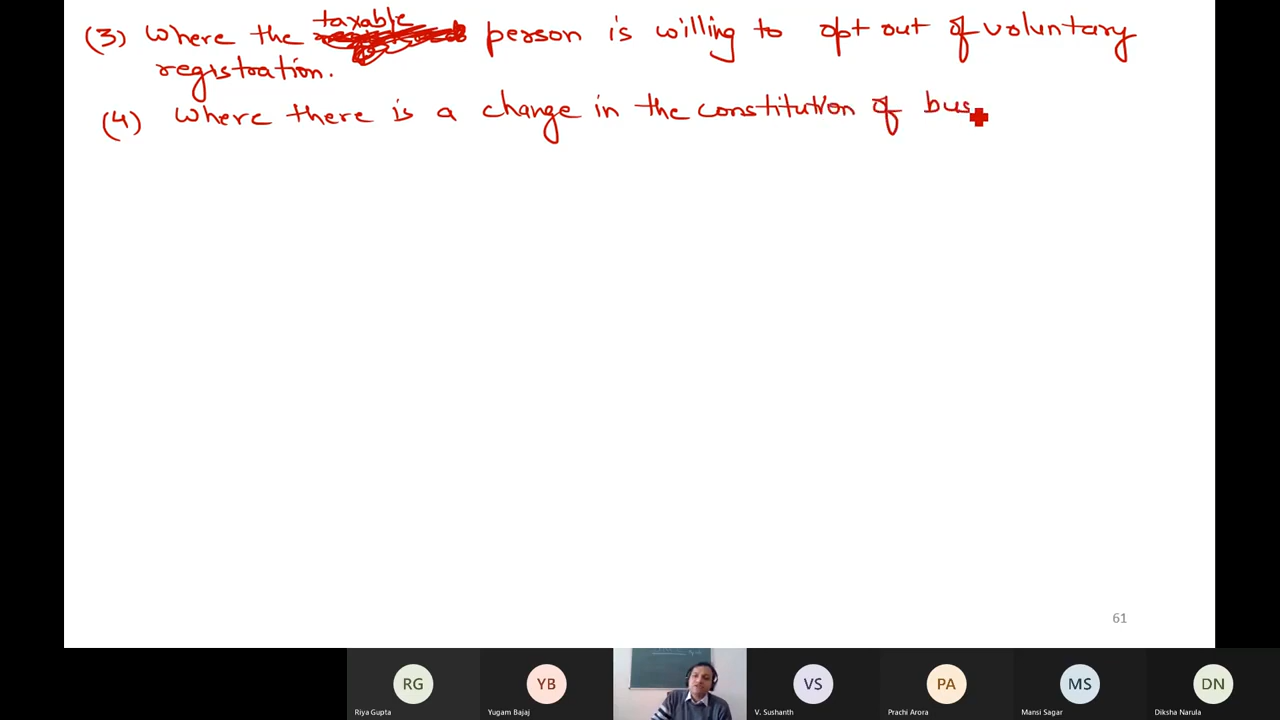 taxable
(3) where the person is willing to opt out of voluntary
registration.
(4) where there is a change in the constitution of bus
61
RG
YB
VS
PA
MS
DN
Riya Gupta
Yugam Bajaj
V. Sushanth
Prachi Arora
Mansi Sagar
Diksha Narula